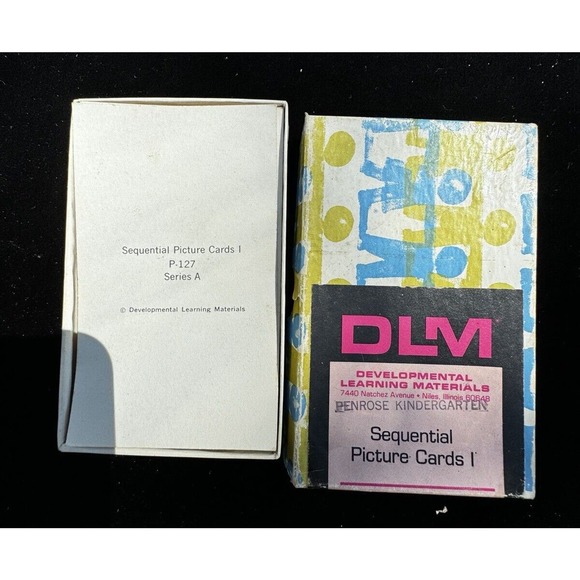 Sequential Picture Cards I
P-127
Series A
© Developmental Learning Materials
DLM
DEVELOPMENTAL
LEARNING MATERIALS
7440 Natchez Avenue • Niles, Illinois 60648
PENROSE KINDERGARTEN
Sequential
Picture Cards I